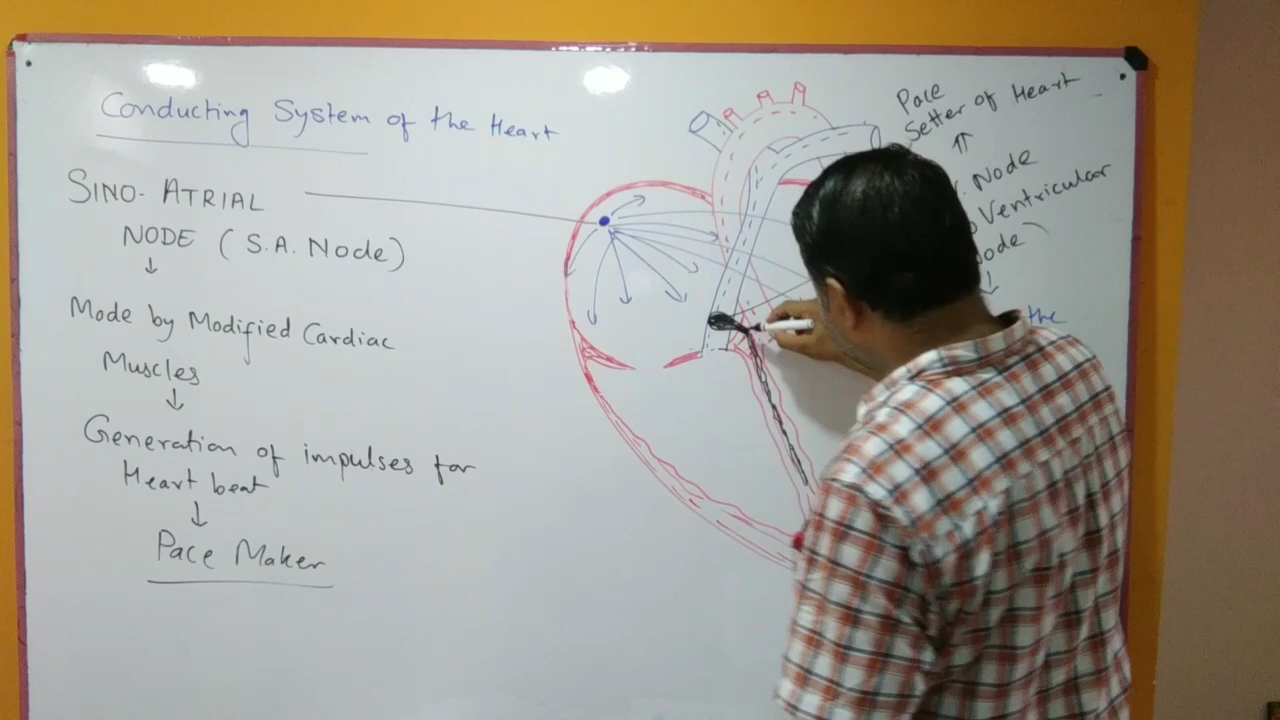 Conducting System of the Heart
SINO-ATRIAL
NODE (S.A. Node)
Mode by Modified Cardiac
Muscles
Generation of impulses for
Heart beat
Pace Maker
Pace
Setter of Heart
Node
Ventricular
the